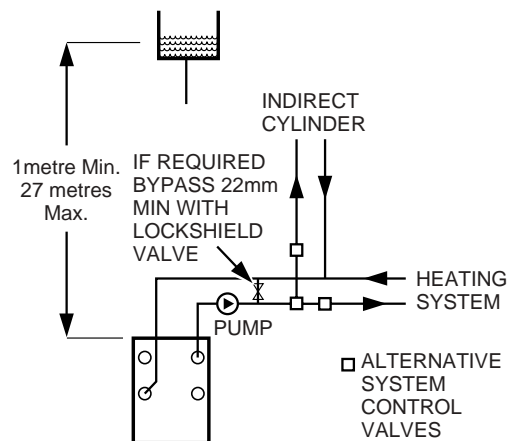 INDIRECT
CYLINDER
1metre Min.
27 metres
Max.
IF REQUIRED
BYPASS 22mm
MIN WITH
LOCKSHIELD
VALVE
HEATING
SYSTEM
PUMP
ALTERNATIVE
SYSTEM
CONTROL
VALVES